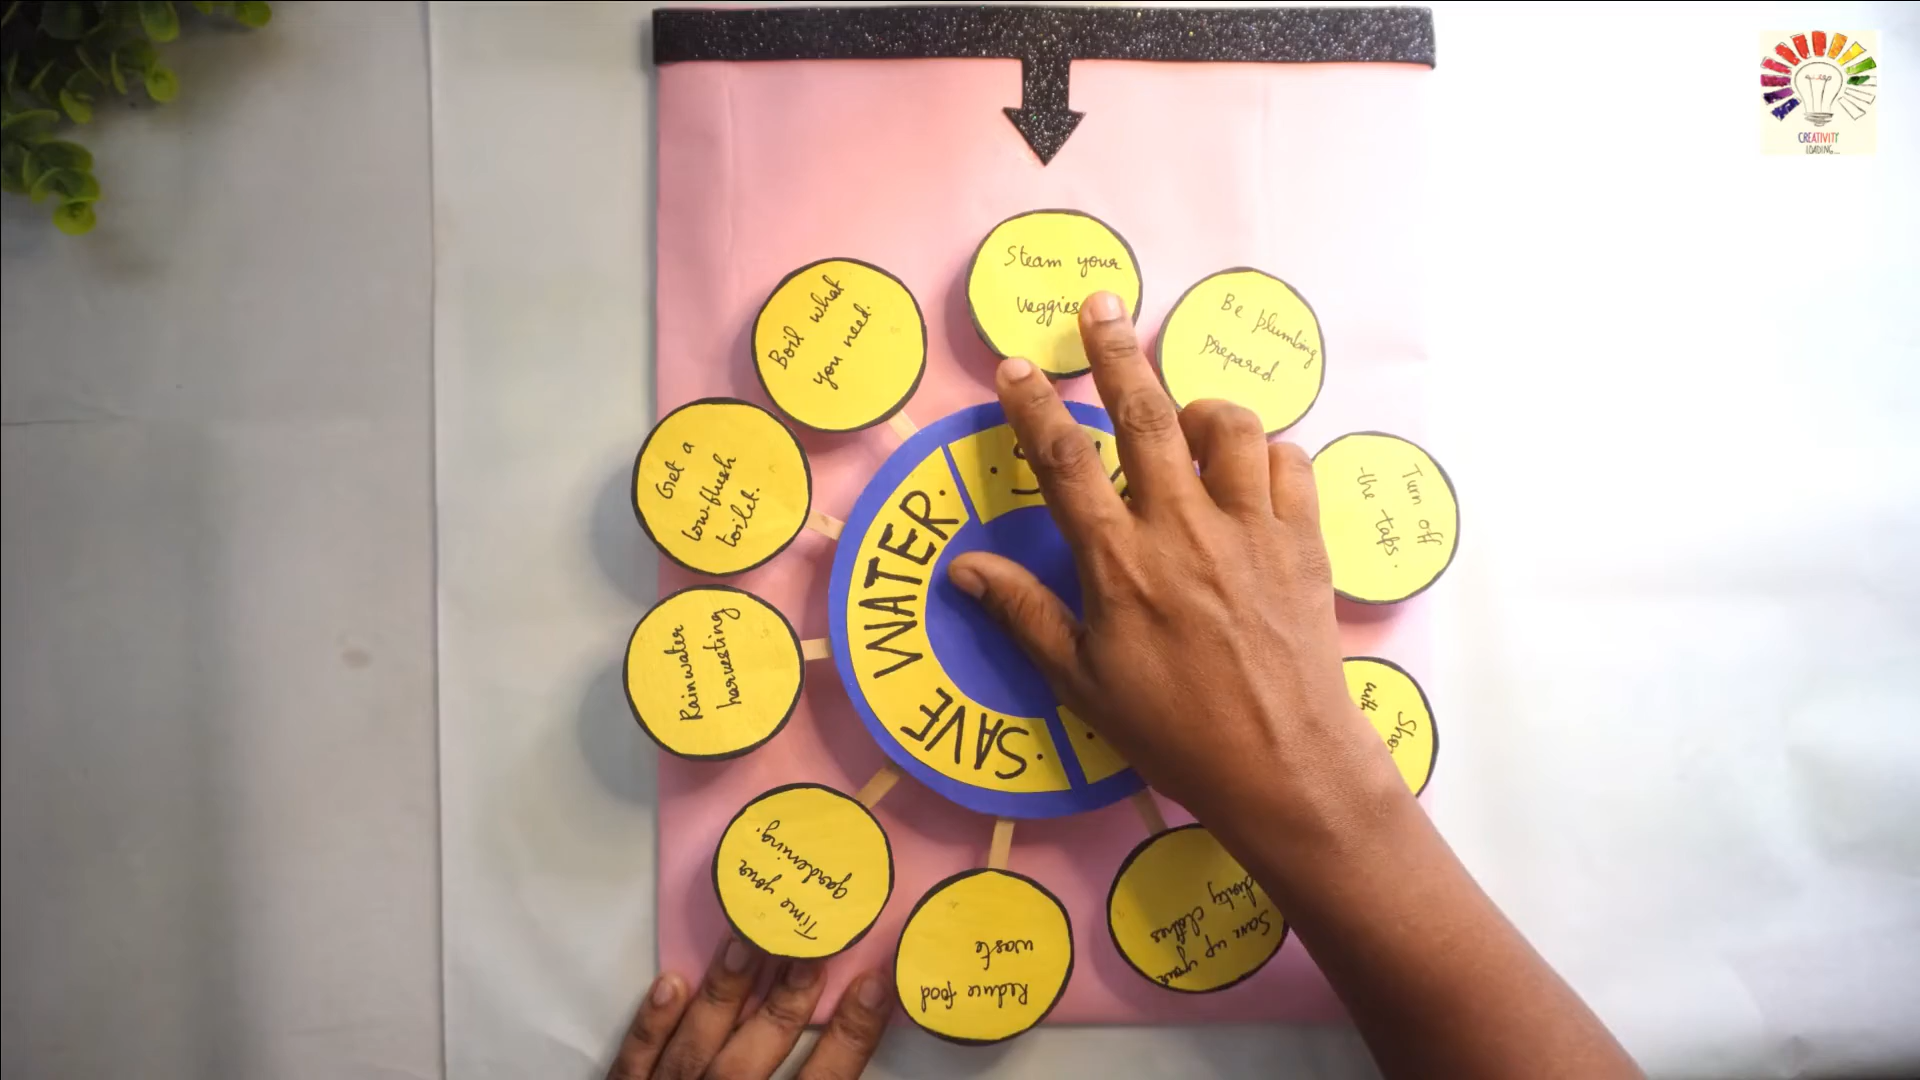 CREATIVITY
LOADING...
Steam your
veggies
Be plumbing
prepared.
Turn off
the taps.
with
Save up your
dirty clothes
Reduce food
waste
Time your
gardening.
Rainwater
harvesting
Get a
low-flush
toilet.
Boil what
you need.
. SAVE WATER .